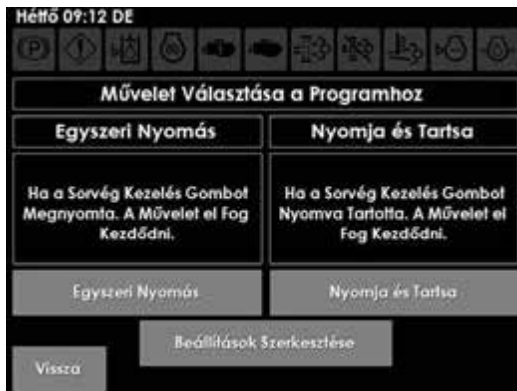 Hétfő 09:12 DE
Művelet Választása a Programhoz
Egyszeri Nyomás
Nyomja és Tartsa
Ha a Sorvég Kezelés Gombot
Megnyomta. A Művelet el Fog
Kezdődni.
Ha a Sorvég Kezelés Gombot
Nyomva Tartotta. A Művelet el
Fog Kezdődni.
Egyszeri Nyomás
Nyomja és Tartsa
Beállítások Szerkesztése
Vissza